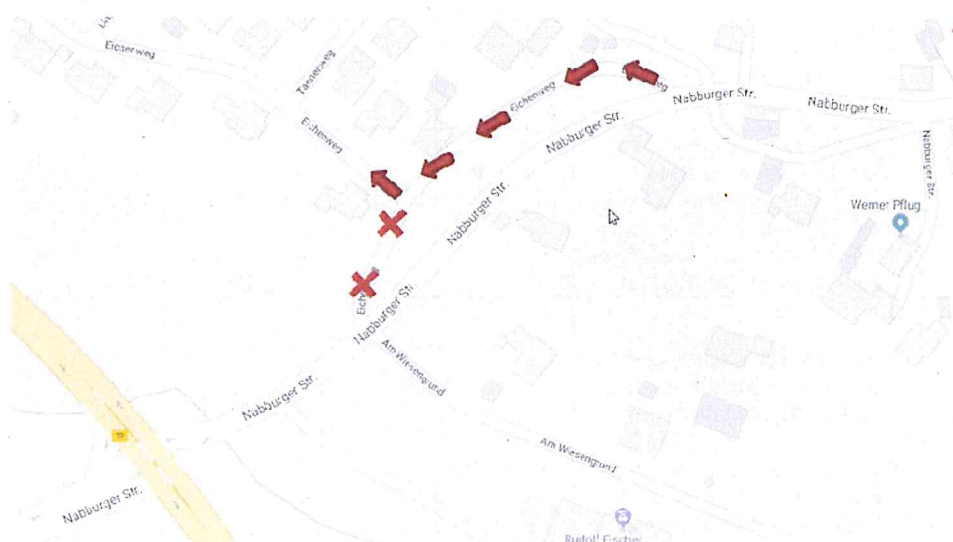 Eichenweg
Tannenweg
Eichenweg
Eichenweg
Nabburger Str.
Nabburger Str.
Nabburger Str.
Nabburger Str.
Nabburger Str.
Werner Pflug
Nabburger Str.
Am Wiesengrund
Nabburger Str.
Am Wiesengrund
Nabburger Str.
Rudolf Fischer